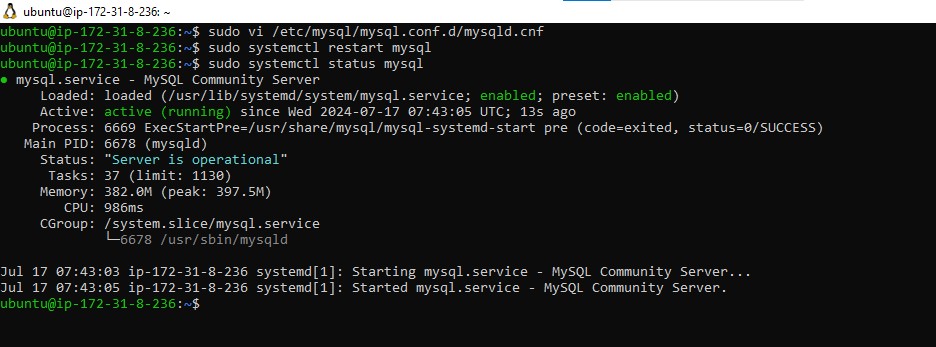 ubuntu@ip-172-31-8-236: ~
ubuntu@ip-172-31-8-236:~$ sudo vi /etc/mysql/mysql.conf.d/mysqld.cnf
ubuntu@ip-172-31-8-236:~$ sudo systemctl restart mysql
ubuntu@ip-172-31-8-236:~$ sudo systemctl status mysql
● mysql.service - MySQL Community Server
     Loaded: loaded (/usr/lib/systemd/system/mysql.service; enabled; preset: enabled)
     Active: active (running) since Wed 2024-07-17 07:43:05 UTC; 13s ago
    Process: 6669 ExecStartPre=/usr/share/mysql/mysql-systemd-start pre (code=exited, status=0/SUCCESS)
   Main PID: 6678 (mysqld)
     Status: "Server is operational"
      Tasks: 37 (limit: 1130)
     Memory: 382.0M (peak: 397.5M)
        CPU: 986ms
     CGroup: /system.slice/mysql.service
             └─6678 /usr/sbin/mysqld
Jul 17 07:43:03 ip-172-31-8-236 systemd[1]: Starting mysql.service - MySQL Community Server...
Jul 17 07:43:05 ip-172-31-8-236 systemd[1]: Started mysql.service - MySQL Community Server.
ubuntu@ip-172-31-8-236:~$